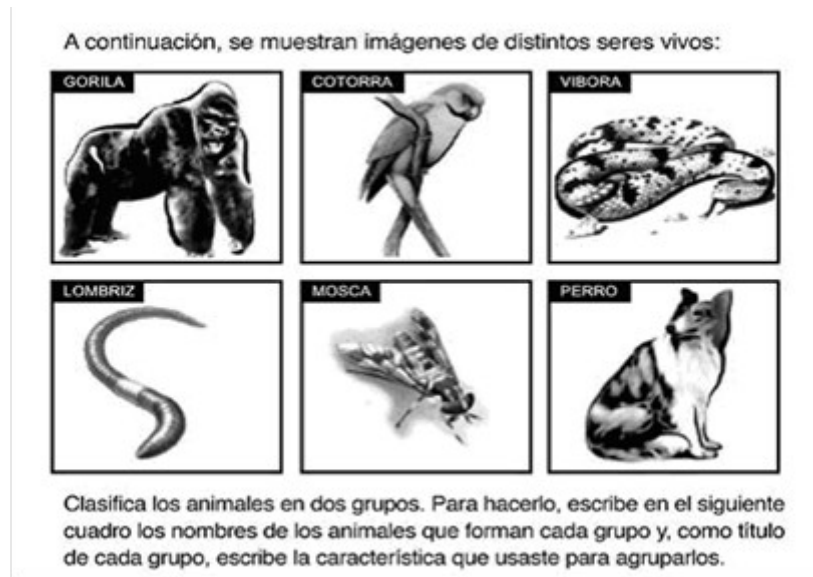 A continuación, se muestran imágenes de distintos seres vivos:
GORILA
COTORRA
VIBORA
LOMBRIZ
MOSCA
PERRO
Clasifica los animales en dos grupos. Para hacerlo, escribe en el siguiente
cuadro los nombres de los animales que forman cada grupo y, como título
de cada grupo, escribe la característica que usaste para agruparlos.